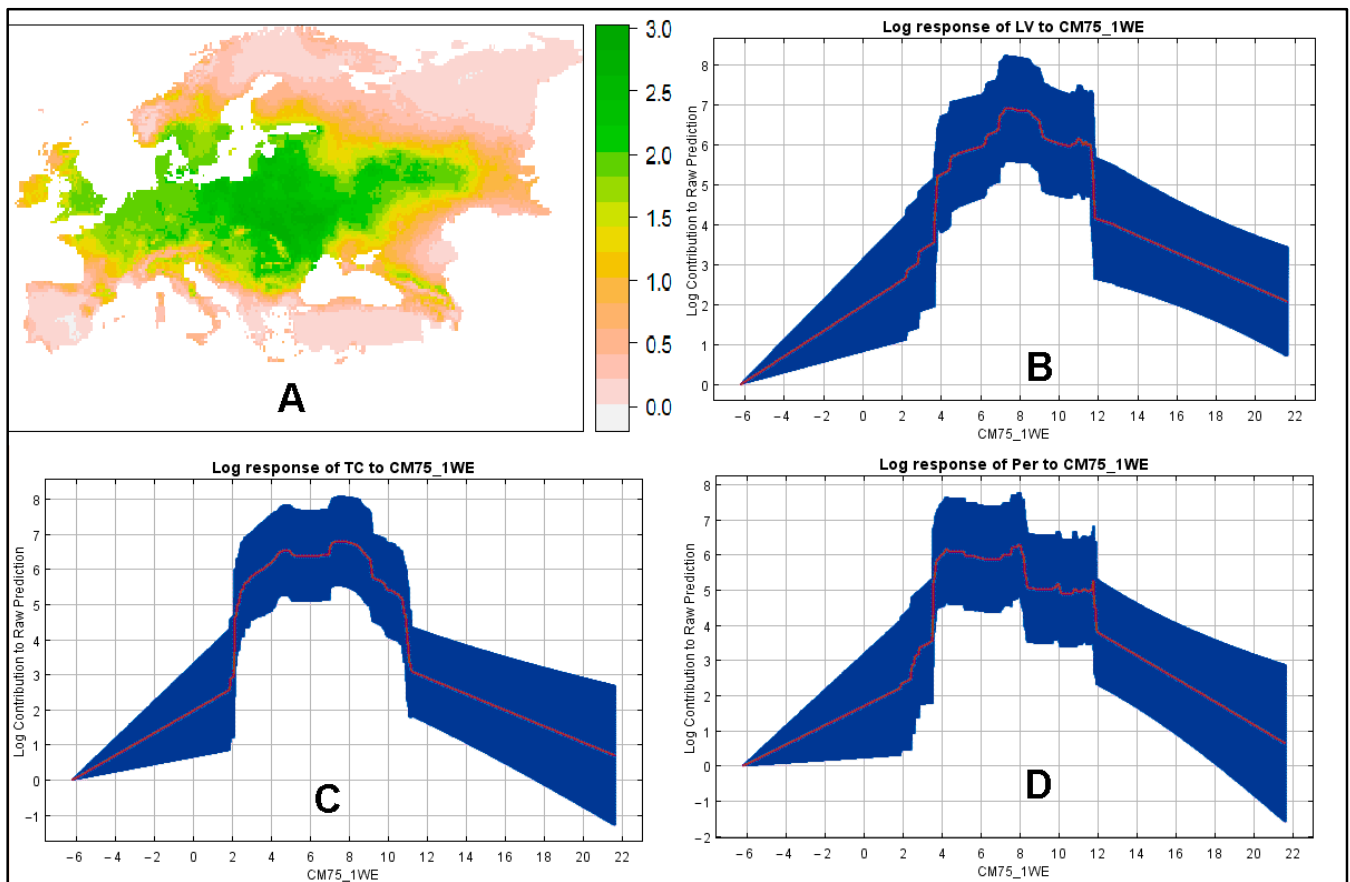 3.0
2.5
2.0
1.5
1.0
0.5
0.0
A
Log response of LV to CM75_1WE
Log Contribution to Raw Prediction
8
7
6
5
4
3
2
1
0
B
−6 −4 −2 0 2 4 6 8 10 12 14 16 18 20 22
CM75_1WE
Log response of TC to CM75_1WE
Log Contribution to Raw Prediction
8
7
6
5
4
3
2
1
0
−1
C
−6 −4 −2 0 2 4 6 8 10 12 14 16 18 20 22
CM75_1WE
Log response of Per to CM75_1WE
Log Contribution to Raw Prediction
8
7
6
5
4
3
2
1
0
−1
−2
D
−6 −4 −2 0 2 4 6 8 10 12 14 16 18 20 22
CM75_1WE